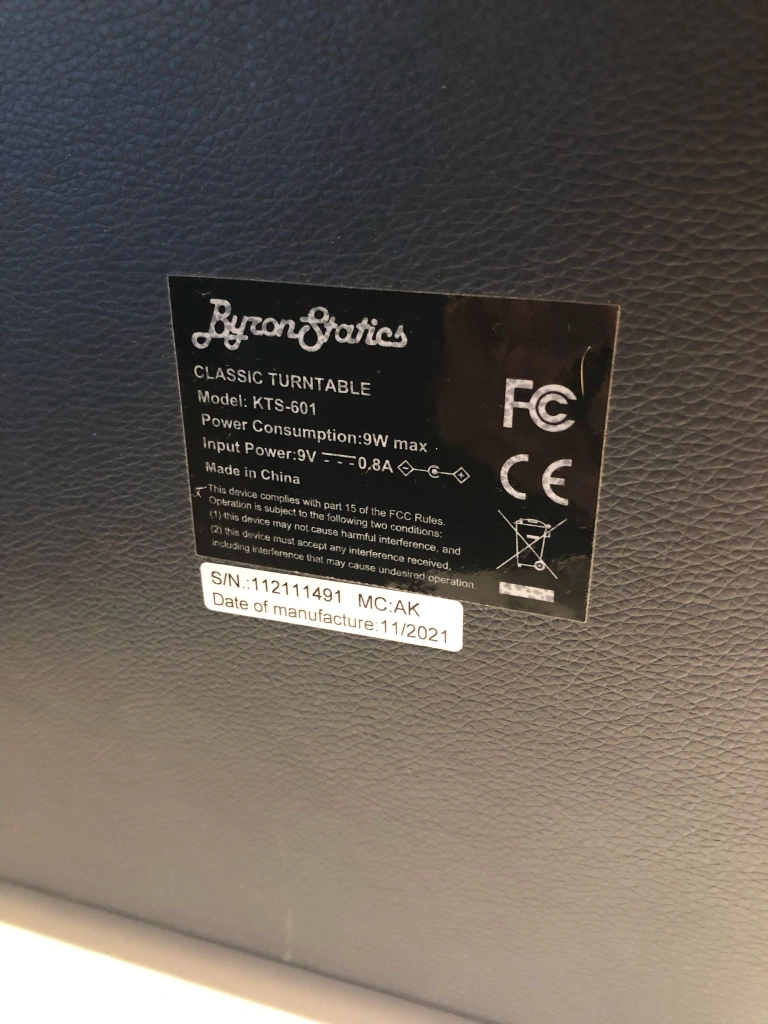 ByronStatics
CLASSIC TURNTABLE
Model: KTS-601
Power Consumption:9W max
Input Power:9V 0.8A
Made in China
This device complies with part 15 of the FCC Rules.
Operation is subject to the following two conditions:
(1) this device may not cause harmful interference, and
(2) this device must accept any interference received,
including interference that may cause undesired operation.
FC
CE
S/N.:112111491 MC:AK
Date of manufacture:11/2021